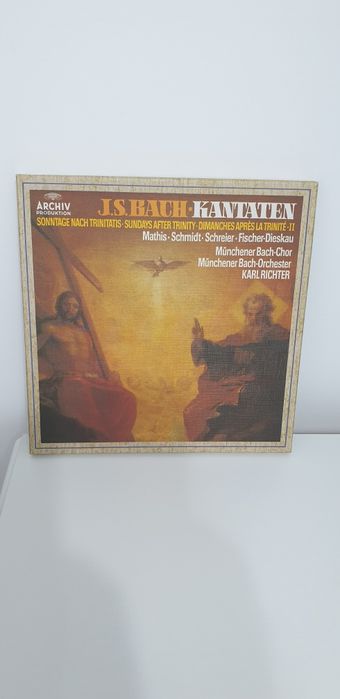 ARCHIV
PRODUKTION
J.S.BACH·KANTATEN
SONNTAGE NACH TRINITATIS·SUNDAYS AFTER TRINITY·DIMANCHES APRÈS LA TRINITÉ·II
Mathis·Schmidt·Schreier·Fischer-Dieskau
Münchener Bach-Chor
Münchener Bach-Orchester
KARL RICHTER